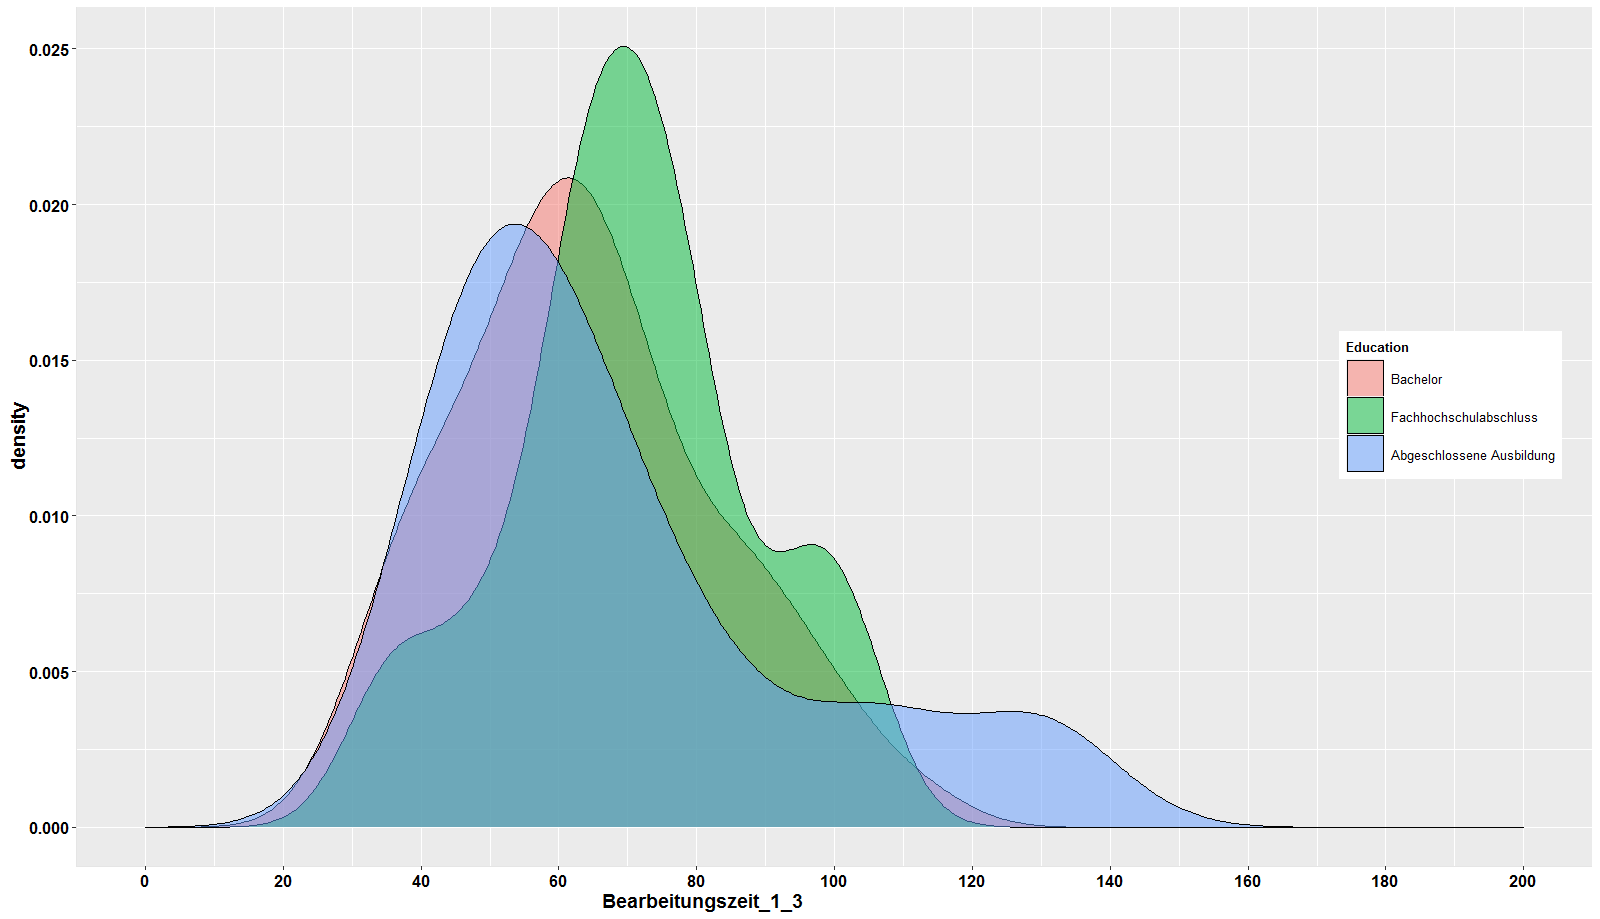 0.025
0.020
0.015
0.010
0.005
0.000
density
0 20 40 60 80 100 120 140 160 180 200
Bearbeitungszeit_1_3
Education
Bachelor
Fachhochschulabschluss
Abgeschlossene Ausbildung